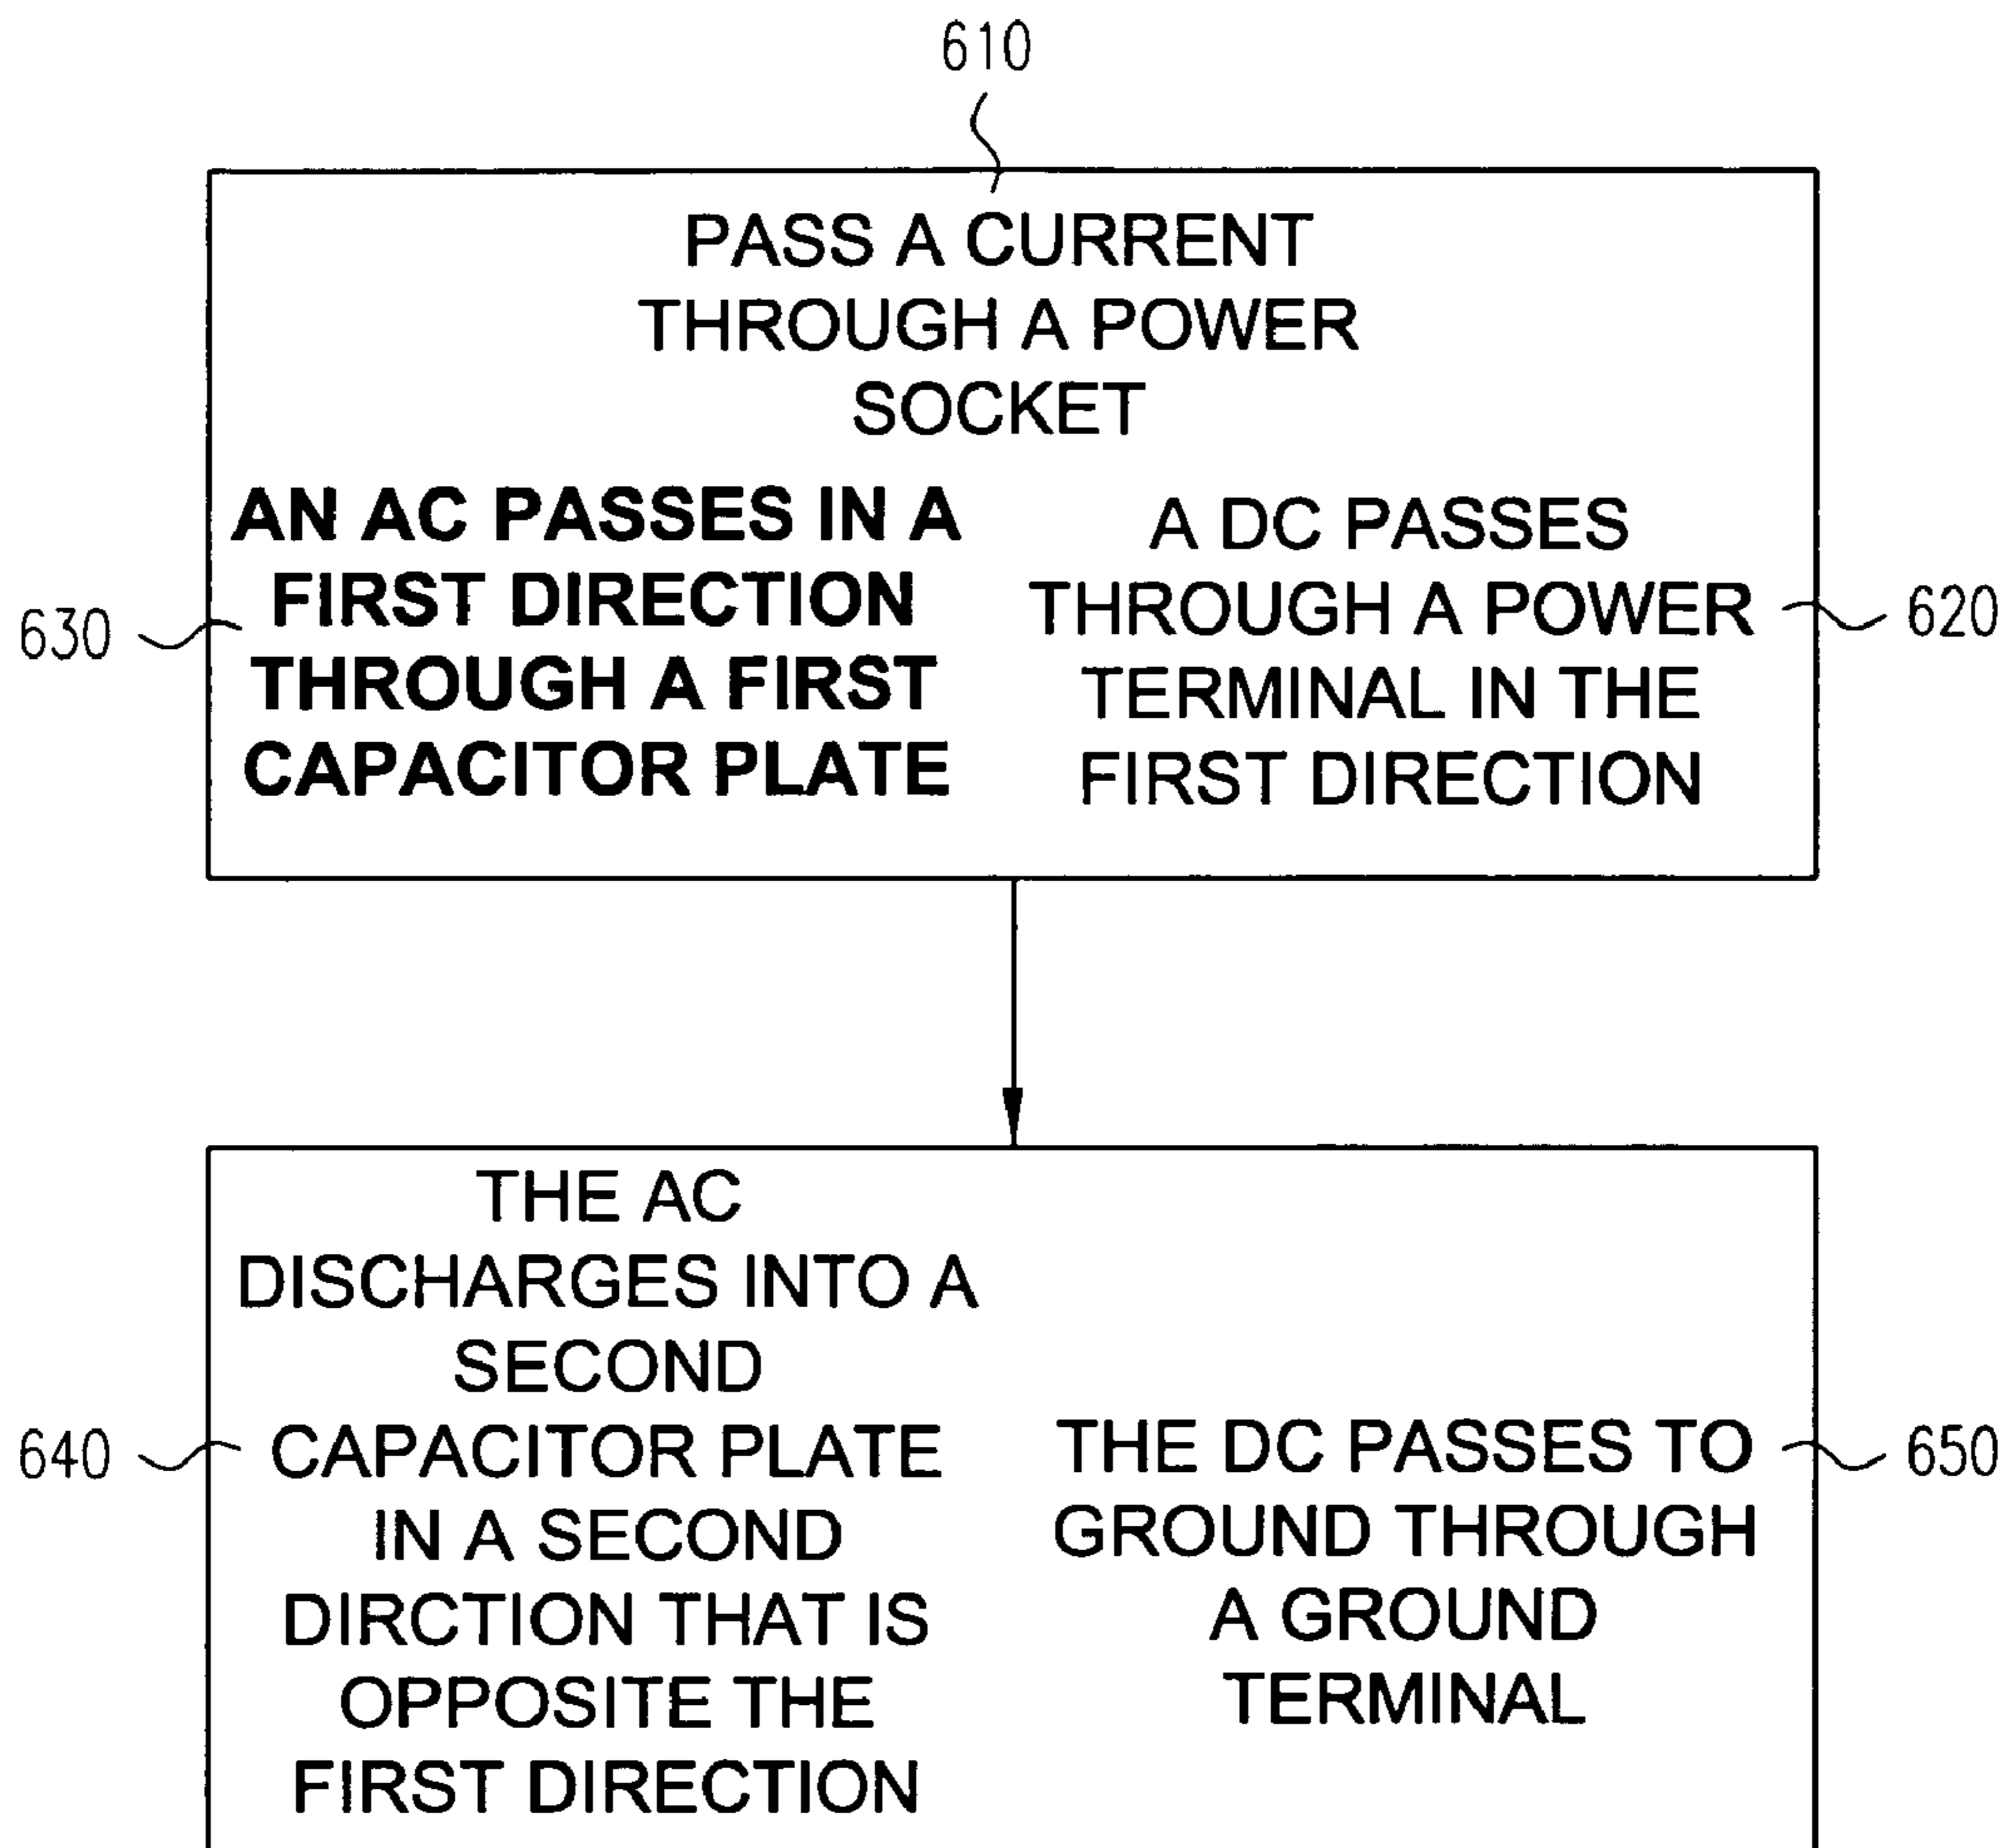 610
PASS A CURRENT
THROUGH A POWER
SOCKET
630
AN AC PASSES IN A
FIRST DIRECTION
THROUGH A FIRST
CAPACITOR PLATE
A DC PASSES
THROUGH A POWER
TERMINAL IN THE
FIRST DIRECTION
620
640
THE AC
DISCHARGES INTO A
SECOND
CAPACITOR PLATE
IN A SECOND
DIRCTION THAT IS
OPPOSITE THE
FIRST DIRECTION
THE DC PASSES TO
GROUND THROUGH
A GROUND
TERMINAL
650